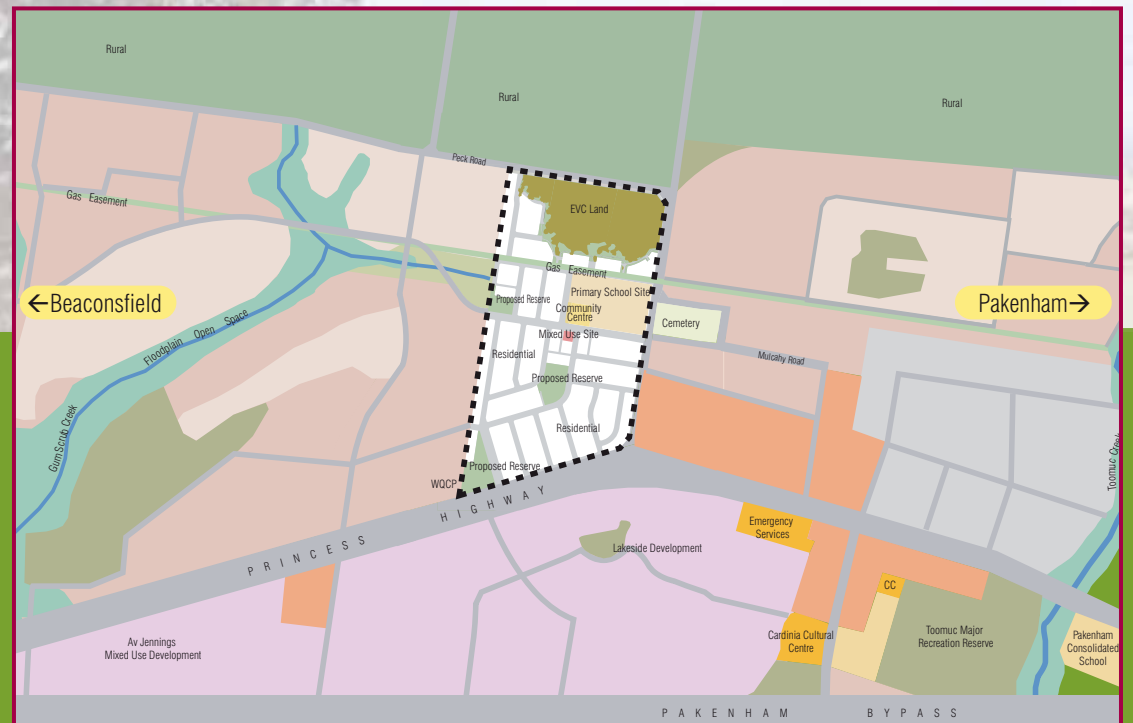 Rural
Rural
Rural
Peck Road
Gas Easement
EVC Land
Gas Easement
←Beaconsfield
Proposed Reserve
Primary School Site
Community
Centre
Pakenham→
Cemetery
Floodplain Open Space
Mixed Use Site
Residential
Mulcahy Road
Proposed Reserve
Gum Scrub Creek
Residential
Toomuc Creek
Proposed Reserve
WQCP
PRINCESS HIGHWAY
Emergency
Services
Lakeside Development
CC
Av Jennings
Mixed Use Development
Cardinia Cultural
Centre
Toomuc Major
Recreation Reserve
Pakenham
Consolidated
School
PAKENHAM BYPASS